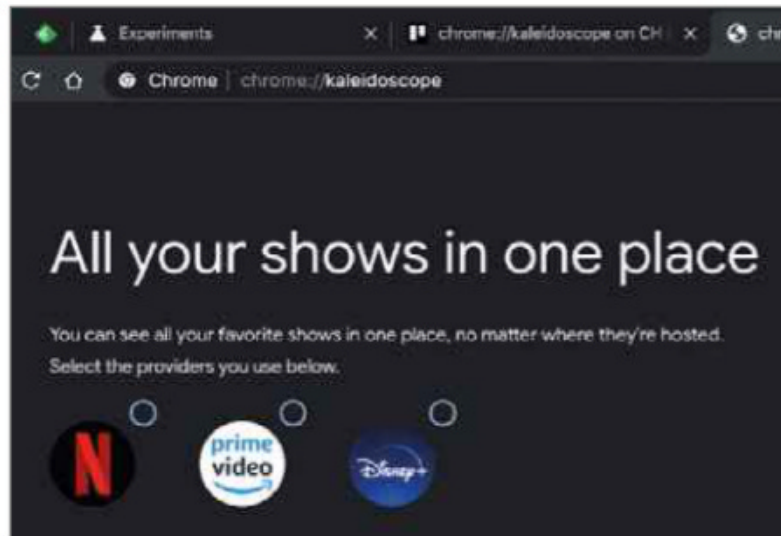 Experiments
chrome://kaleidoscope on CH
chr
Chrome | chrome://kaleidoscope
All your shows in one place
You can see all your favorite shows in one place, no matter where they're hosted.
Select the providers you use below.
N prime video Disney+